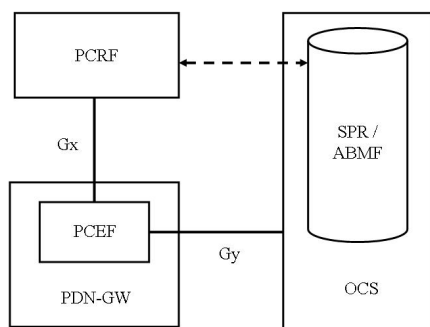 PCRF
SPR /
ABMF
Gx
PCEF
Gy
PDN-GW
OCS